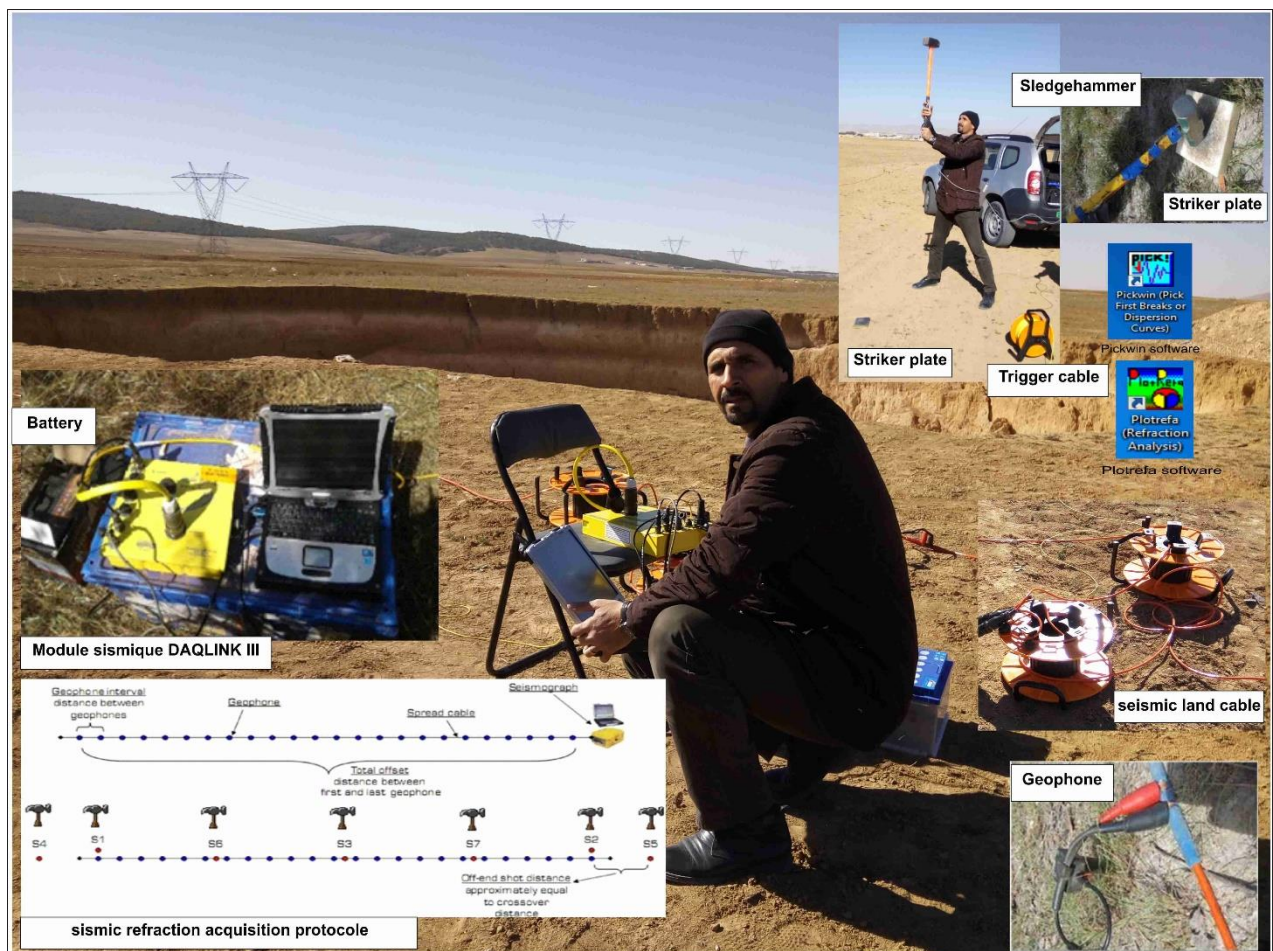 Sledgehammer
Striker plate
Pickwin (Pick
First Breaks or
Dispersion
Curves)
Pickwin software
Striker plate
Trigger cable
Plotrefa
(Refraction
Analysis)
Plotrefa software
Battery
Module sismique DAQLINK III
seismic land cable
Geophone
Geophone interval
distance between
geophones
Geophone
Spread cable
Seismograph
Total offset
distance between
first and last geophone
S4
S1
S6
S3
S7
S2
S5
Off-end shot distance
approximately equal
to crossover
distance
sismic refraction acquisition protocole